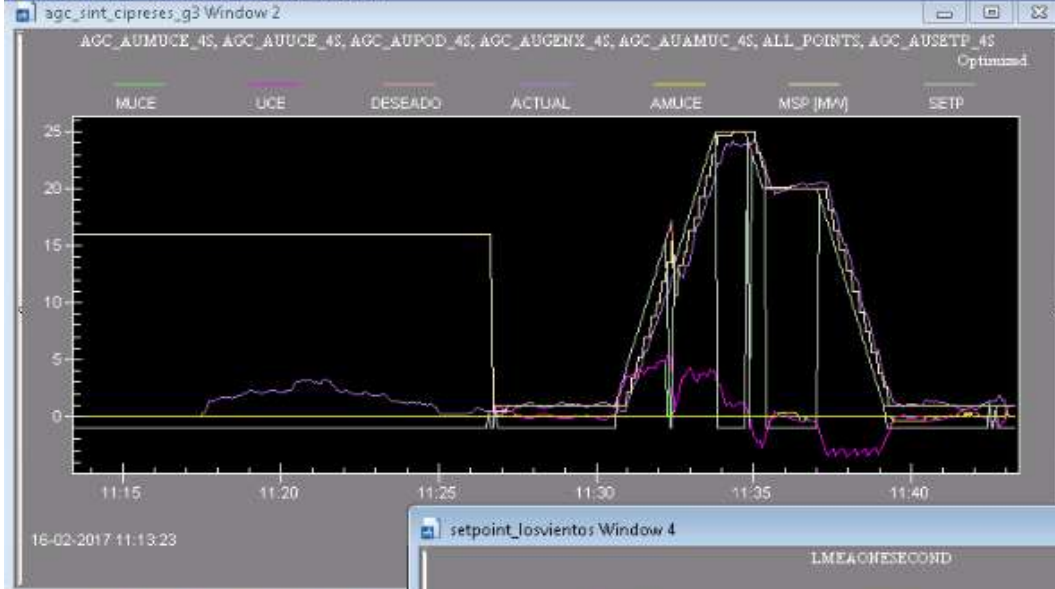 agc_sint_cipreses_g3 Window 2
AGC_AUMUCE_4S, AGC_AUUCE_4S, AGC_AUPOD_4S, AGC_AUGENX_4S, AGC_AUAMUC_4S, ALL_POINTS, AGC_AUSETP_4S
Optimized
MUCE UCE DESEADO ACTUAL AMUCE MSP [MW] SETP
25
20
15
10
5
0
11:15 11:20 11:25 11:30 11:35 11:40
16-02-2017 11:13:23
setpoint_losvientos Window 4
LMEAONESECOND